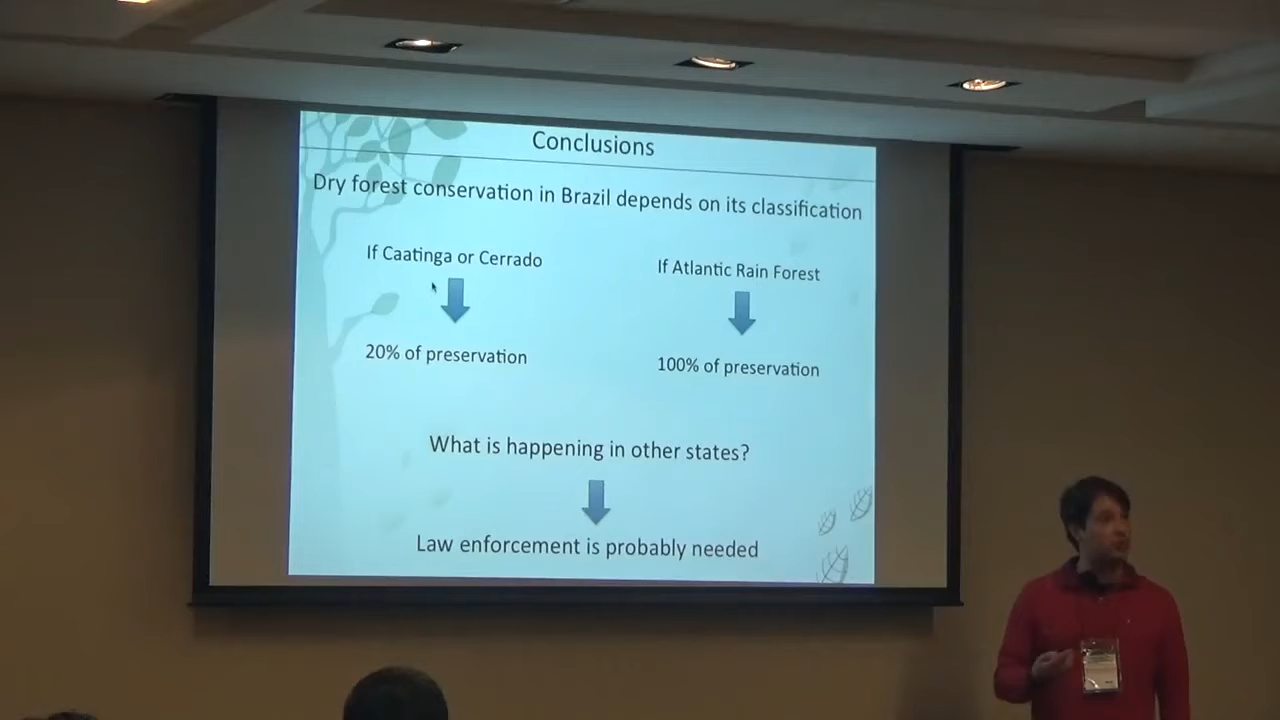 Conclusions
Dry forest conservation in Brazil depends on its classification
If Caatinga or Cerrado
If Atlantic Rain Forest
20% of preservation
100% of preservation
What is happening in other states?
Law enforcement is probably needed